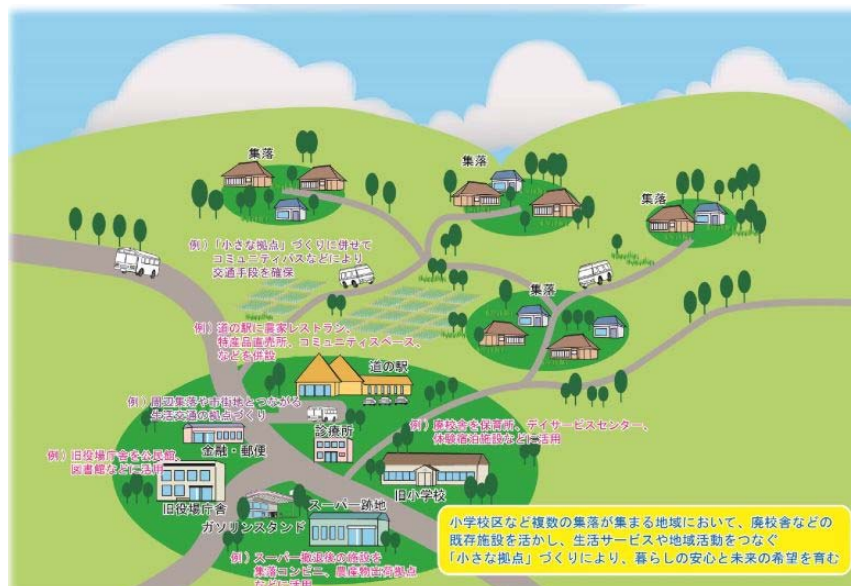 集落
集落
集落
例）「小さな拠点」づくりに併せて
コミュニティバスなどにより
交通手段を確保
集落
例）道の駅に農家レストラン、
特産品直売所、コミュニティスペース、
などを併設
道の駅
例）周辺集落や市街地とつながる
生活交通の拠点づくり
診療所
例）廃校舎を保育所、デイサービスセンター、
体験宿泊施設などに活用
金融・郵便
例）旧役場庁舎を公民館、
図書館などに活用
旧役場庁舎
旧小学校
ガソリンスタンド
スーパー跡地
例）スーパー撤退後の施設を
集落コンビニ、農産物出荷拠点
などに活用
小学校区など複数の集落が集まる地域において、廃校舎などの
既存施設を活かし、生活サービスや地域活動をつなぐ
「小さな拠点」づくりにより、暮らしの安心と未来の希望を育む